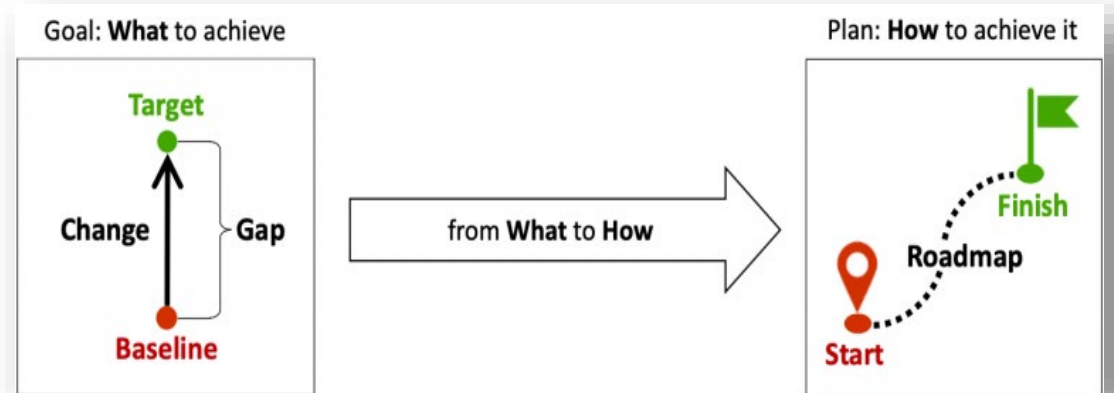 Goal: What to achieve
Target
Change
Gap
Baseline
from What to How
Plan: How to achieve it
Finish
Roadmap
Start